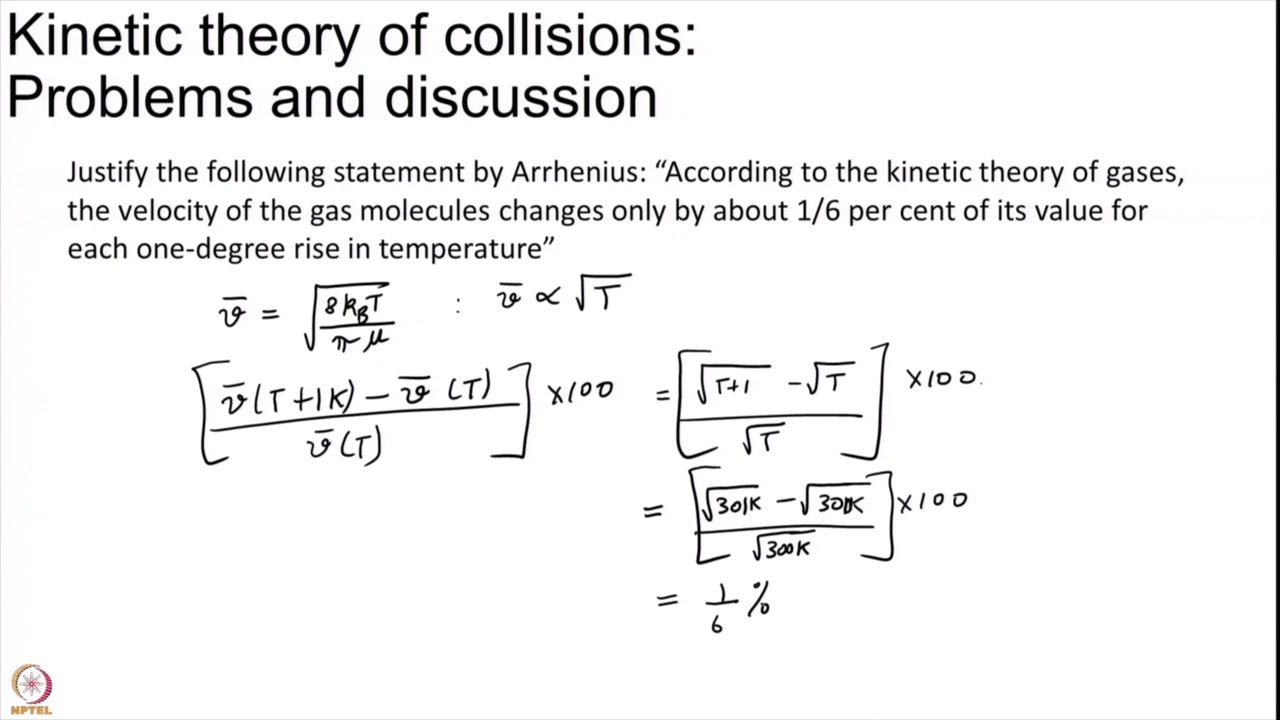 Kinetic theory of collisions:
Problems and discussion
Justify the following statement by Arrhenius: “According to the kinetic theory of gases,
the velocity of the gas molecules changes only by about 1/6 per cent of its value for
each one-degree rise in temperature”
v̄ = √(8 k_B T / π μ) : v̄ ∝ √T
[(v̄(T+1K) − v̄(T)) / v̄(T)] ×100 = [(√(T+1) − √T) / √T] ×100.
= [(√301K − √300K) / √300K] ×100
= 1/6 %
NPTEL